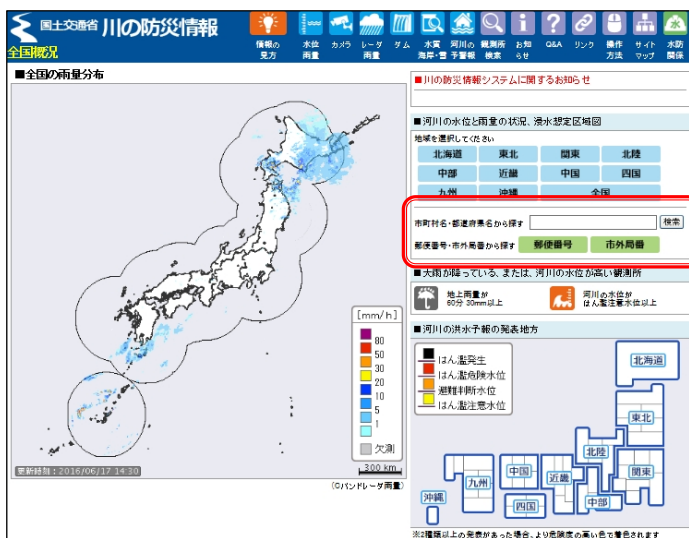 国土交通省 川の防災情報
全国概況
情報の見方
水位雨量
カメラ
レーダ雨量
ダム
水質海岸・雪
河川の予警報
観測所検索
お知らせ
Q&A
リンク
操作方法
サイトマップ
水防関係
■全国の雨量分布
[mm/h]
80
50
30
20
10
5
1
欠測
300 km
更新時刻:2016/06/17 14:30
(Cバンドレーダ雨量)
■川の防災情報システムに関するお知らせ
■河川の水位と雨量の状況、浸水想定区域図
地域を選択してください
北海道 東北 関東 北陸
中部 近畿 中国 四国
九州 沖縄 全国
市町村名・都道府県名から探す 検索
郵便番号・市外局番から探す 郵便番号 市外局番
■大雨が降っている、または、河川の水位が高い観測所
地上雨量が
60分 30mm以上
河川の水位が
はん濫注意水位以上
■河川の洪水予報の発表地方
はん濫発生
はん濫危険水位
避難判断水位
はん濫注意水位
北海道
東北
北陸
関東
中国
近畿
九州
中部
四国
沖縄
※2種類以上の発表があった場合、より危険度の高い色で着色されます